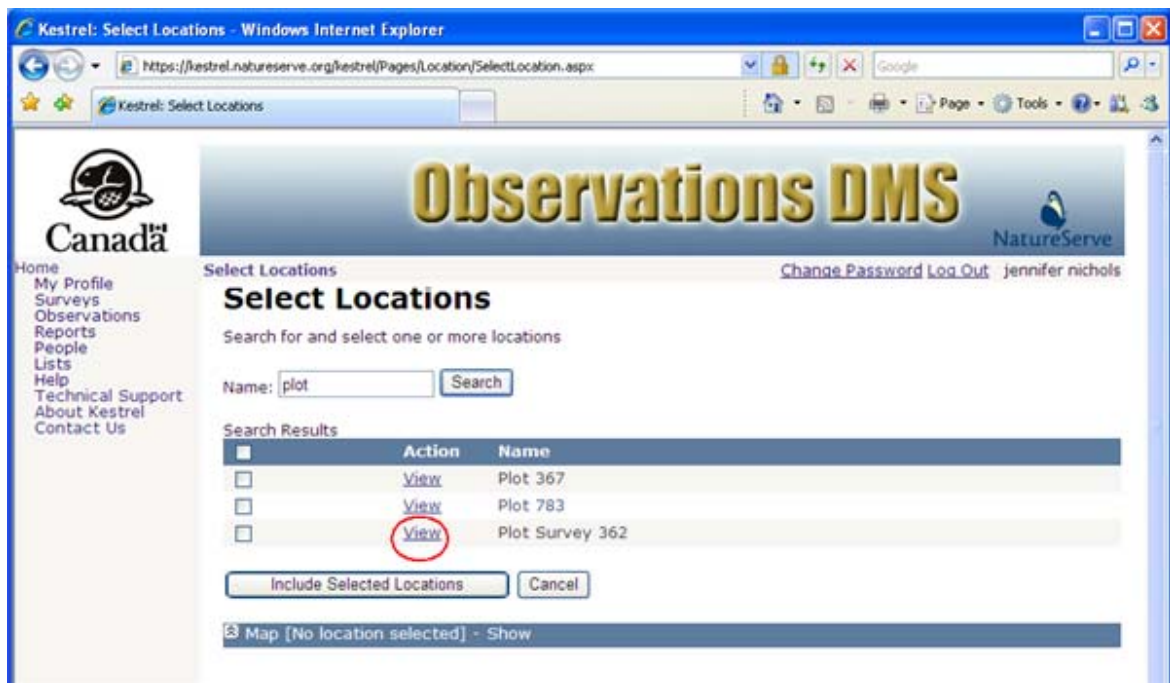 Kestrel: Select Locations - Windows Internet Explorer
https://kestrel.natureserve.org/kestrel/Pages/Location/SelectLocation.aspx
Google
Kestrel: Select Locations
Page
Tools
Observations DMS
Canada
NatureServe
Home
My Profile
Surveys
Observations
Reports
People
Lists
Help
Technical Support
About Kestrel
Contact Us
Select Locations
Change Password Log Out jennifer nichols
Select Locations
Search for and select one or more locations
Name: plot Search
Search Results
Action Name
View Plot 367
View Plot 783
View Plot Survey 362
Include Selected Locations Cancel
Map [No location selected] - Show